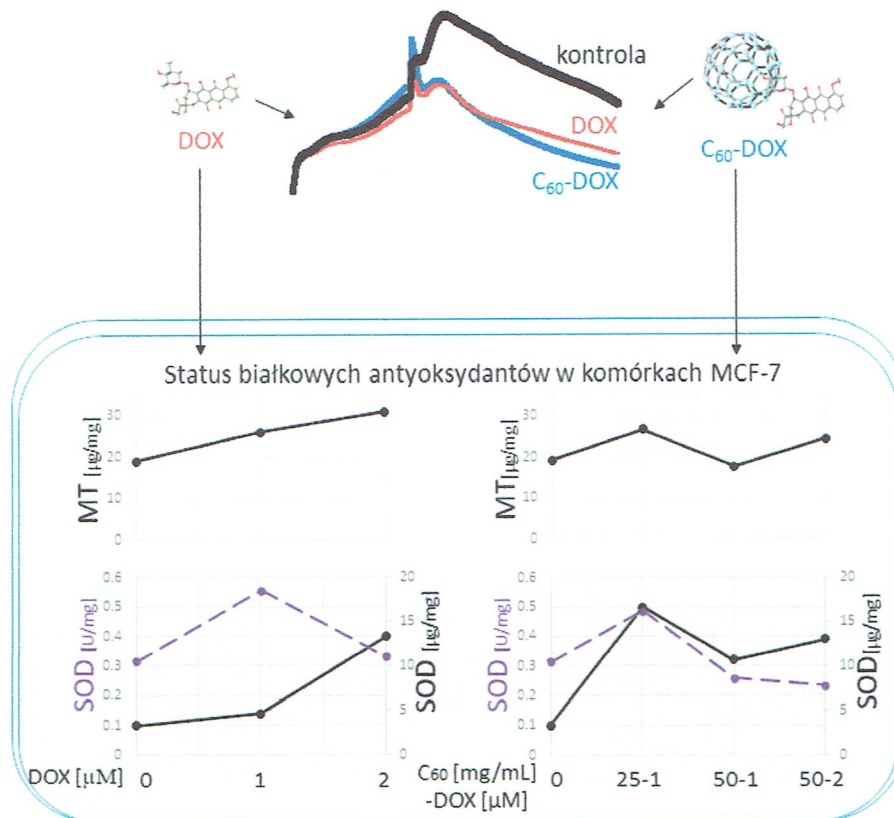 kontrola
DOX
DOX
C₆₀-DOX
C₆₀-DOX
Status białkowych antyoksydantów w komórkach MCF-7
MT [µg/mg]
30
20
10
0
MT [µg/mg]
30
20
10
0
SOD [U/mg]
0.6
0.5
0.4
0.3
0.2
0.1
0
20
15
10
5
0
SOD [µg/mg]
SOD [U/mg]
0.6
0.5
0.4
0.3
0.2
0.1
0
20
15
10
5
0
SOD [µg/mg]
DOX [µM] 0 1 2
C₆₀ [mg/mL] 0 25-1 50-1 50-2
-DOX [µM]